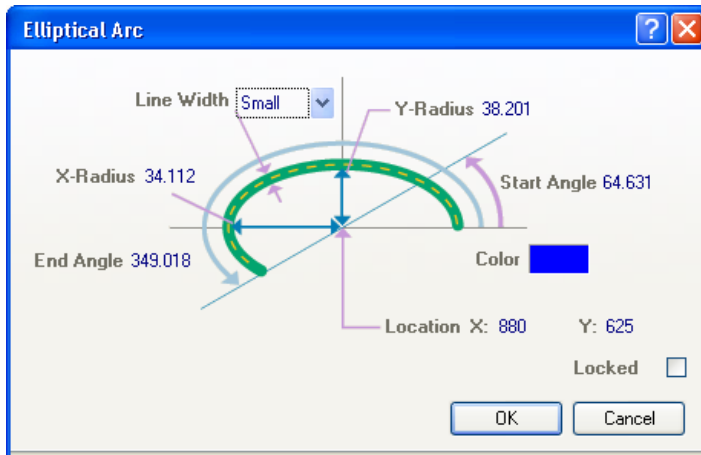 Elliptical Arc
Line Width Small
Y-Radius 38.201
X-Radius 34.112
Start Angle 64.631
End Angle 349.018
Color
Location X: 880 Y: 625
Locked
OK Cancel